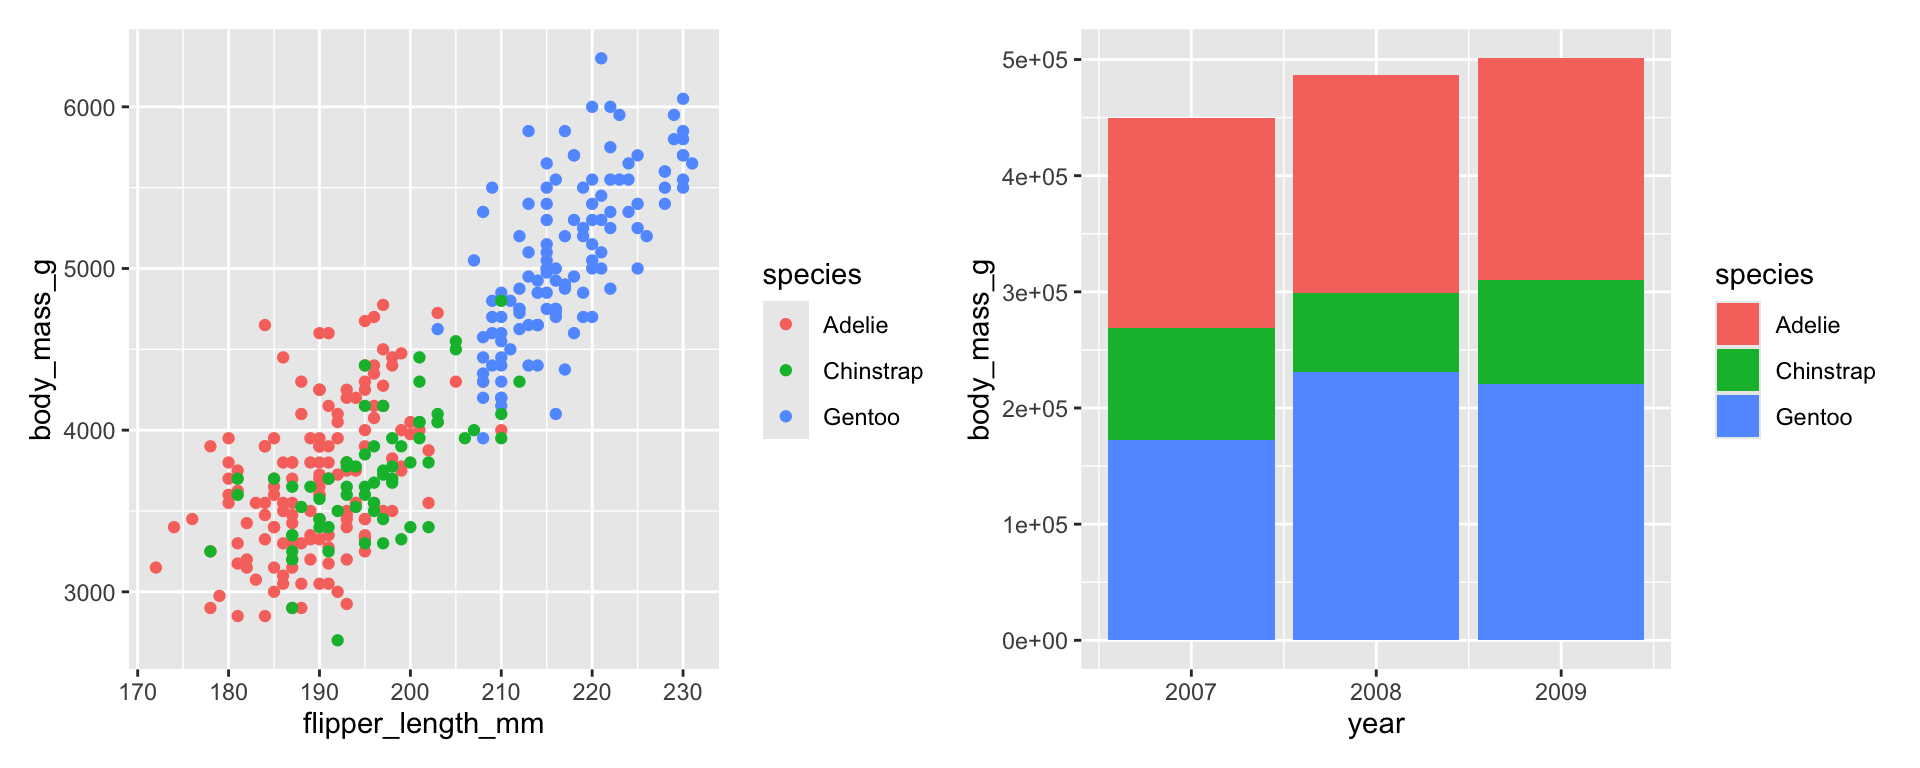 6000
5000
4000
3000
body_mass_g
170 180 190 200 210 220 230
flipper_length_mm
species
Adelie
Chinstrap
Gentoo
5e+05
4e+05
3e+05
2e+05
1e+05
0e+00
body_mass_g
2007 2008 2009
year
species
Adelie
Chinstrap
Gentoo